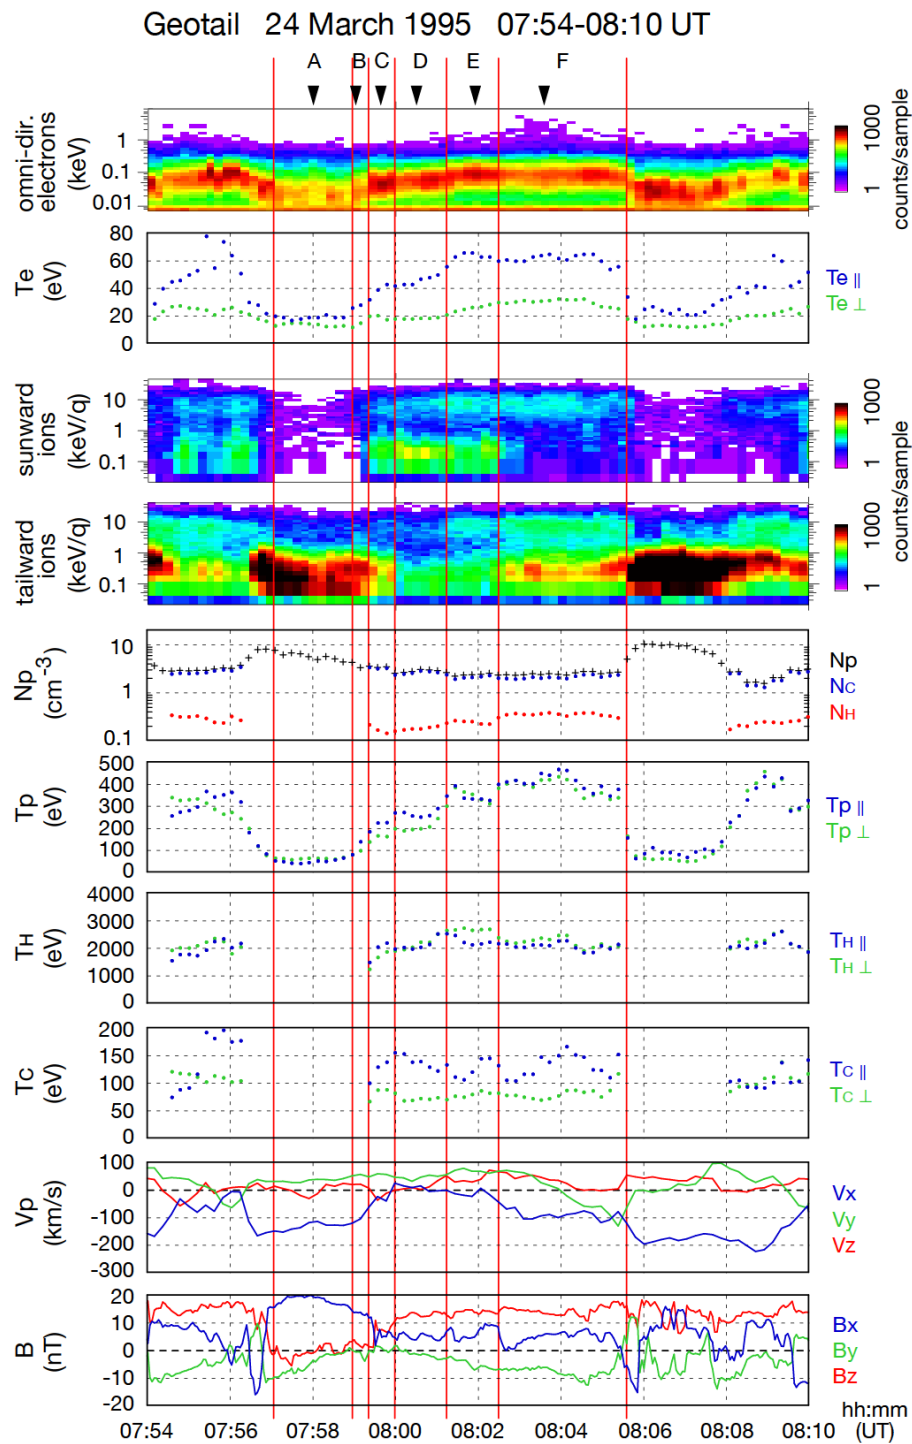 Geotail 24 March 1995 07:54-08:10 UT
A B C D E F
omni-dir.
electrons
(keV)
1
0.1
0.01
1 1000
counts/sample
Te
(eV)
80
60
40
20
0
Te ∥
Te ⊥
sunward
ions
(keV/q)
10
1
0.1
1 1000
counts/sample
tailward
ions
(keV/q)
10
1
0.1
1 1000
Np
(cm-3)
10
1
0.1
Np
NC
NH
Tp
(eV)
500
400
300
200
100
0
Tp ∥
Tp ⊥
TH
(eV)
4000
3000
2000
1000
0
TH ∥
TH ⊥
TC
(eV)
200
150
100
50
0
TC ∥
TC ⊥
Vp
(km/s)
100
0
-100
-200
-300
Vx
Vy
Vz
B
(nT)
20
10
0
-10
-20
Bx
By
Bz
07:54 07:56 07:58 08:00 08:02 08:04 08:06 08:08 08:10
hh:mm
(UT)